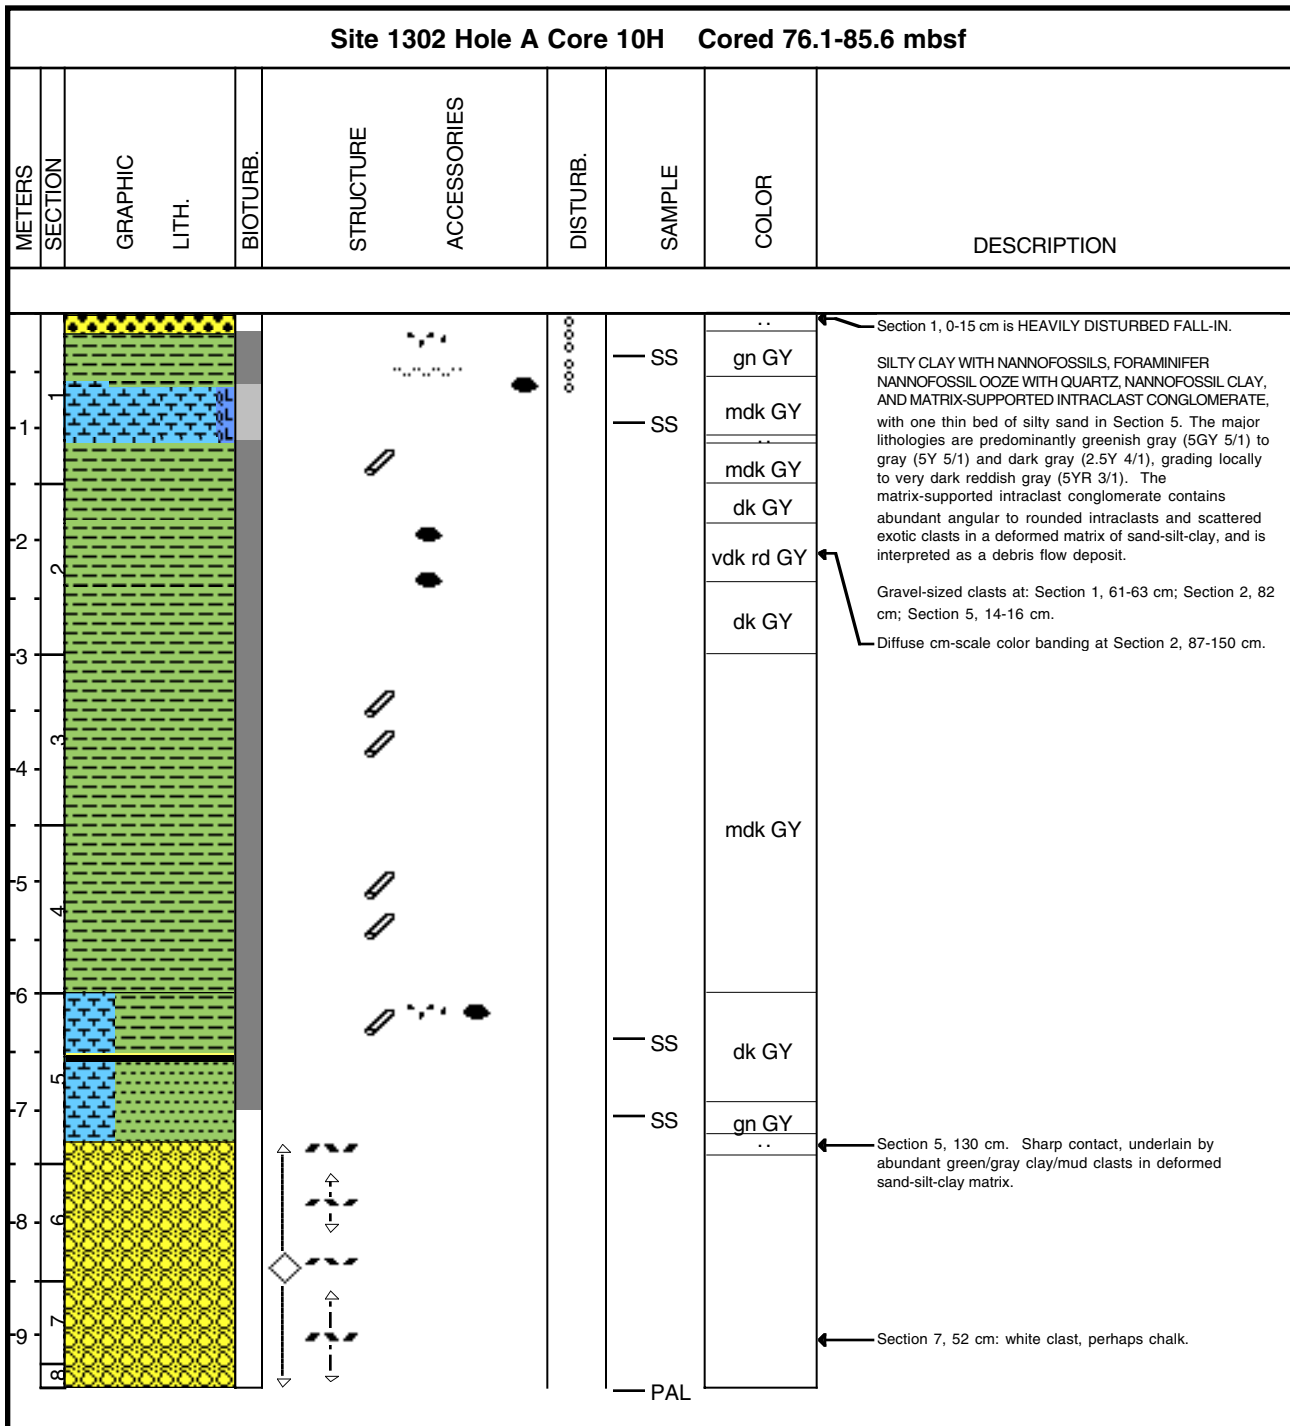 Site 1302 Hole A Core 10H Cored 76.1-85.6 mbsf
METERS
SECTION
GRAPHIC
LITH.
BIOTURB.
STRUCTURE
ACCESSORIES
DISTURB.
SAMPLE
COLOR
DESCRIPTION
1
2
3
4
5
6
7
8
9
1
2
3
4
5
6
7
8
L
L
SS
SS
SS
SS
PAL
..
gn GY
mdk GY
..
mdk GY
dk GY
vdk rd GY
dk GY
mdk GY
dk GY
gn GY
..
Section 1, 0-15 cm is HEAVILY DISTURBED FALL-IN.
SILTY CLAY WITH NANNOFOSSILS, FORAMINIFER
NANNOFOSSIL OOZE WITH QUARTZ, NANNOFOSSIL CLAY,
AND MATRIX-SUPPORTED INTRACLAST CONGLOMERATE,
with one thin bed of silty sand in Section 5. The major
lithologies are predominantly greenish gray (5GY 5/1) to
gray (5Y 5/1) and dark gray (2.5Y 4/1), grading locally
to very dark reddish gray (5YR 3/1). The
matrix-supported intraclast conglomerate contains
abundant angular to rounded intraclasts and scattered
exotic clasts in a deformed matrix of sand-silt-clay, and is
interpreted as a debris flow deposit.
Gravel-sized clasts at: Section 1, 61-63 cm; Section 2, 82
cm; Section 5, 14-16 cm.
Diffuse cm-scale color banding at Section 2, 87-150 cm.
Section 5, 130 cm. Sharp contact, underlain by
abundant green/gray clay/mud clasts in deformed
sand-silt-clay matrix.
Section 7, 52 cm: white clast, perhaps chalk.